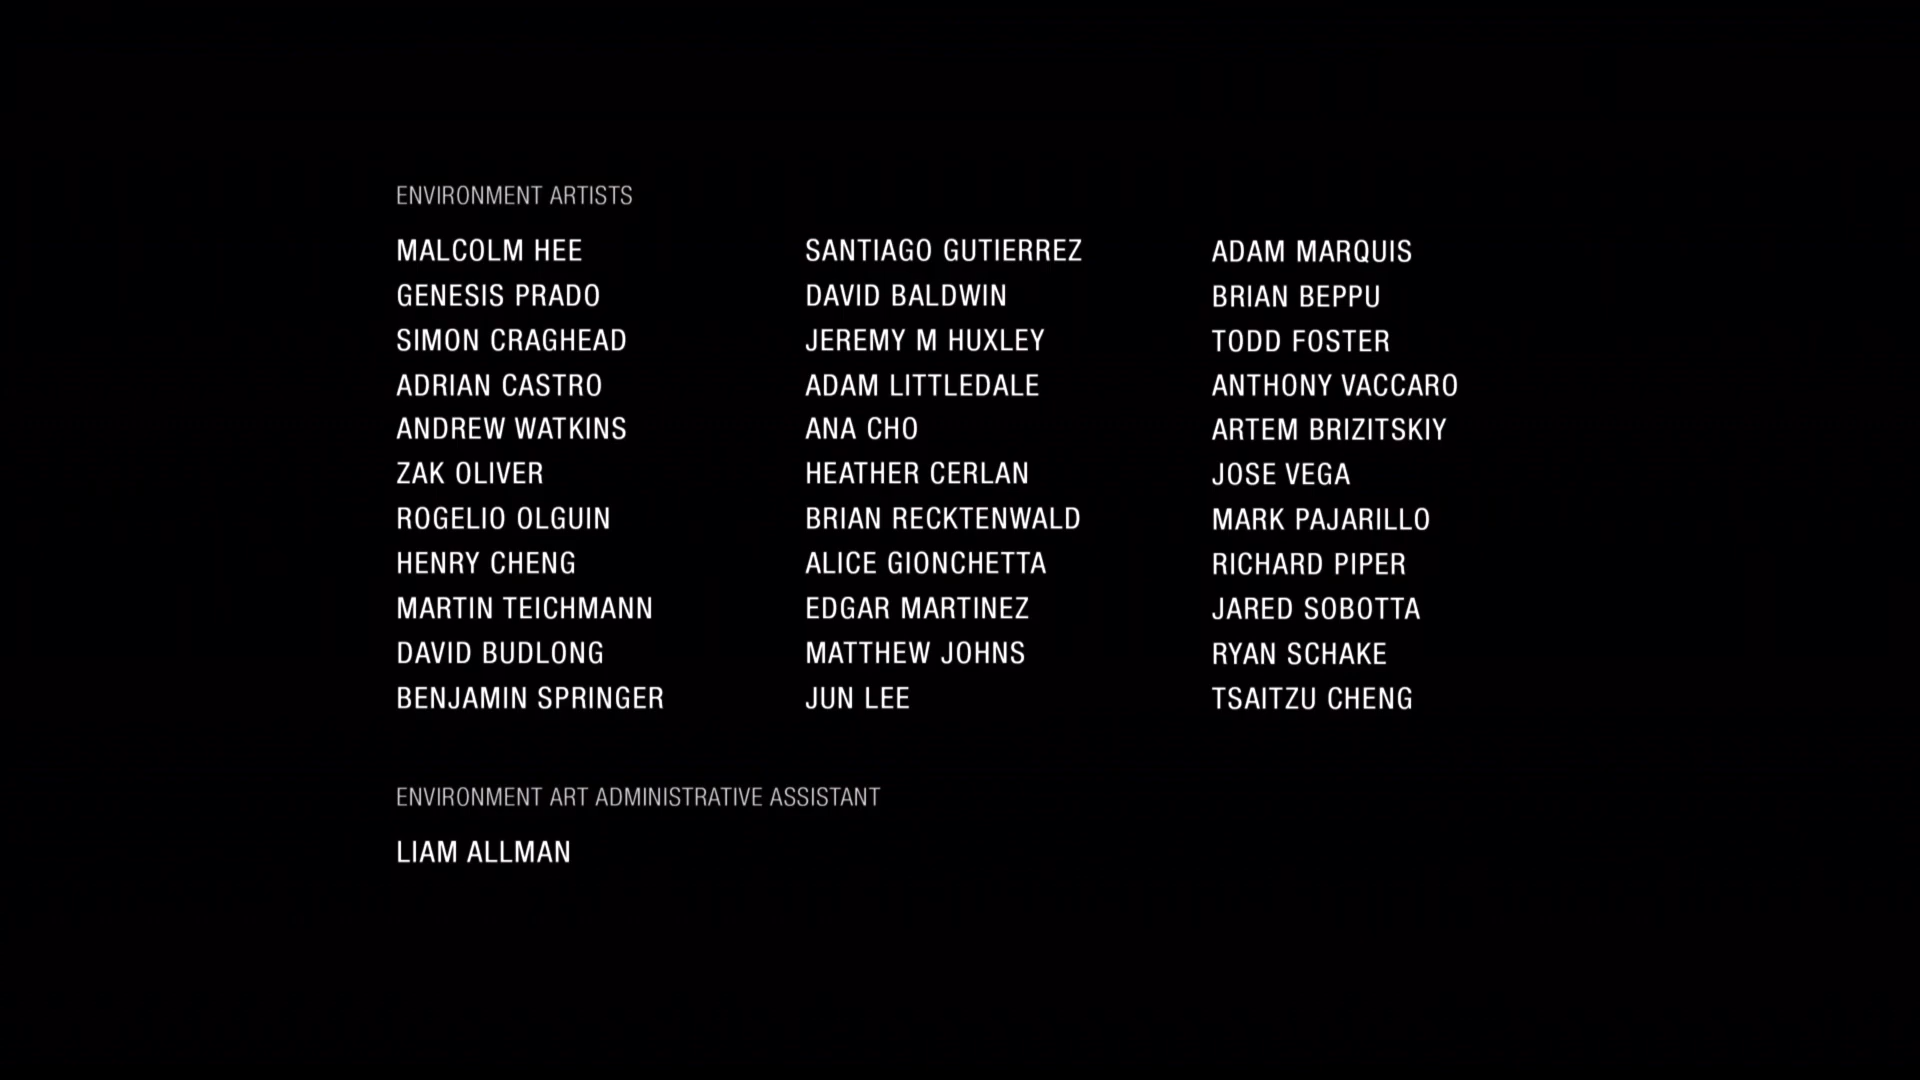 ENVIRONMENT ARTISTS
MALCOLM HEE
GENESIS PRADO
SIMON CRAGHEAD
ADRIAN CASTRO
ANDREW WATKINS
ZAK OLIVER
ROGELIO OLGUIN
HENRY CHENG
MARTIN TEICHMANN
DAVID BUDLONG
BENJAMIN SPRINGER
SANTIAGO GUTIERREZ
DAVID BALDWIN
JEREMY M HUXLEY
ADAM LITTLEDALE
ANA CHO
HEATHER CERLAN
BRIAN RECKTENWALD
ALICE GIONCHETTA
EDGAR MARTINEZ
MATTHEW JOHNS
JUN LEE
ADAM MARQUIS
BRIAN BEPPU
TODD FOSTER
ANTHONY VACCARO
ARTEM BRIZITSKIY
JOSE VEGA
MARK PAJARILLO
RICHARD PIPER
JARED SOBOTTA
RYAN SCHAKE
TSAITZU CHENG
ENVIRONMENT ART ADMINISTRATIVE ASSISTANT
LIAM ALLMAN